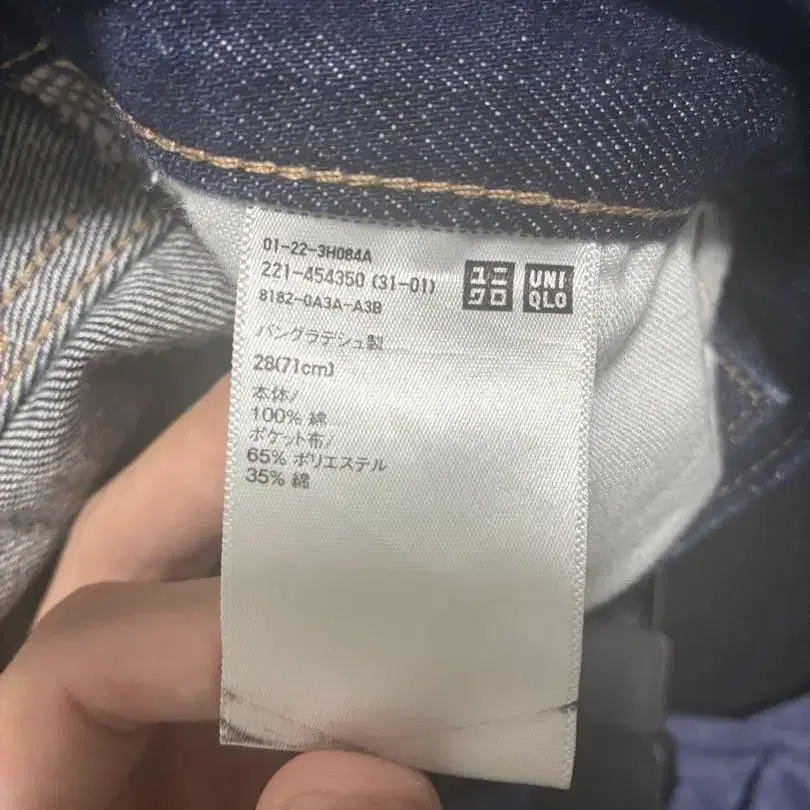 01-22-3H084A
221-454350 (31-01)
8182-GA3A-A3B
ユニ
クロ
UNI
QLO
バングラデシュ製
28(71cm)
本体/
100% 綿
ポケット布/
65% ポリエステル
35% 綿